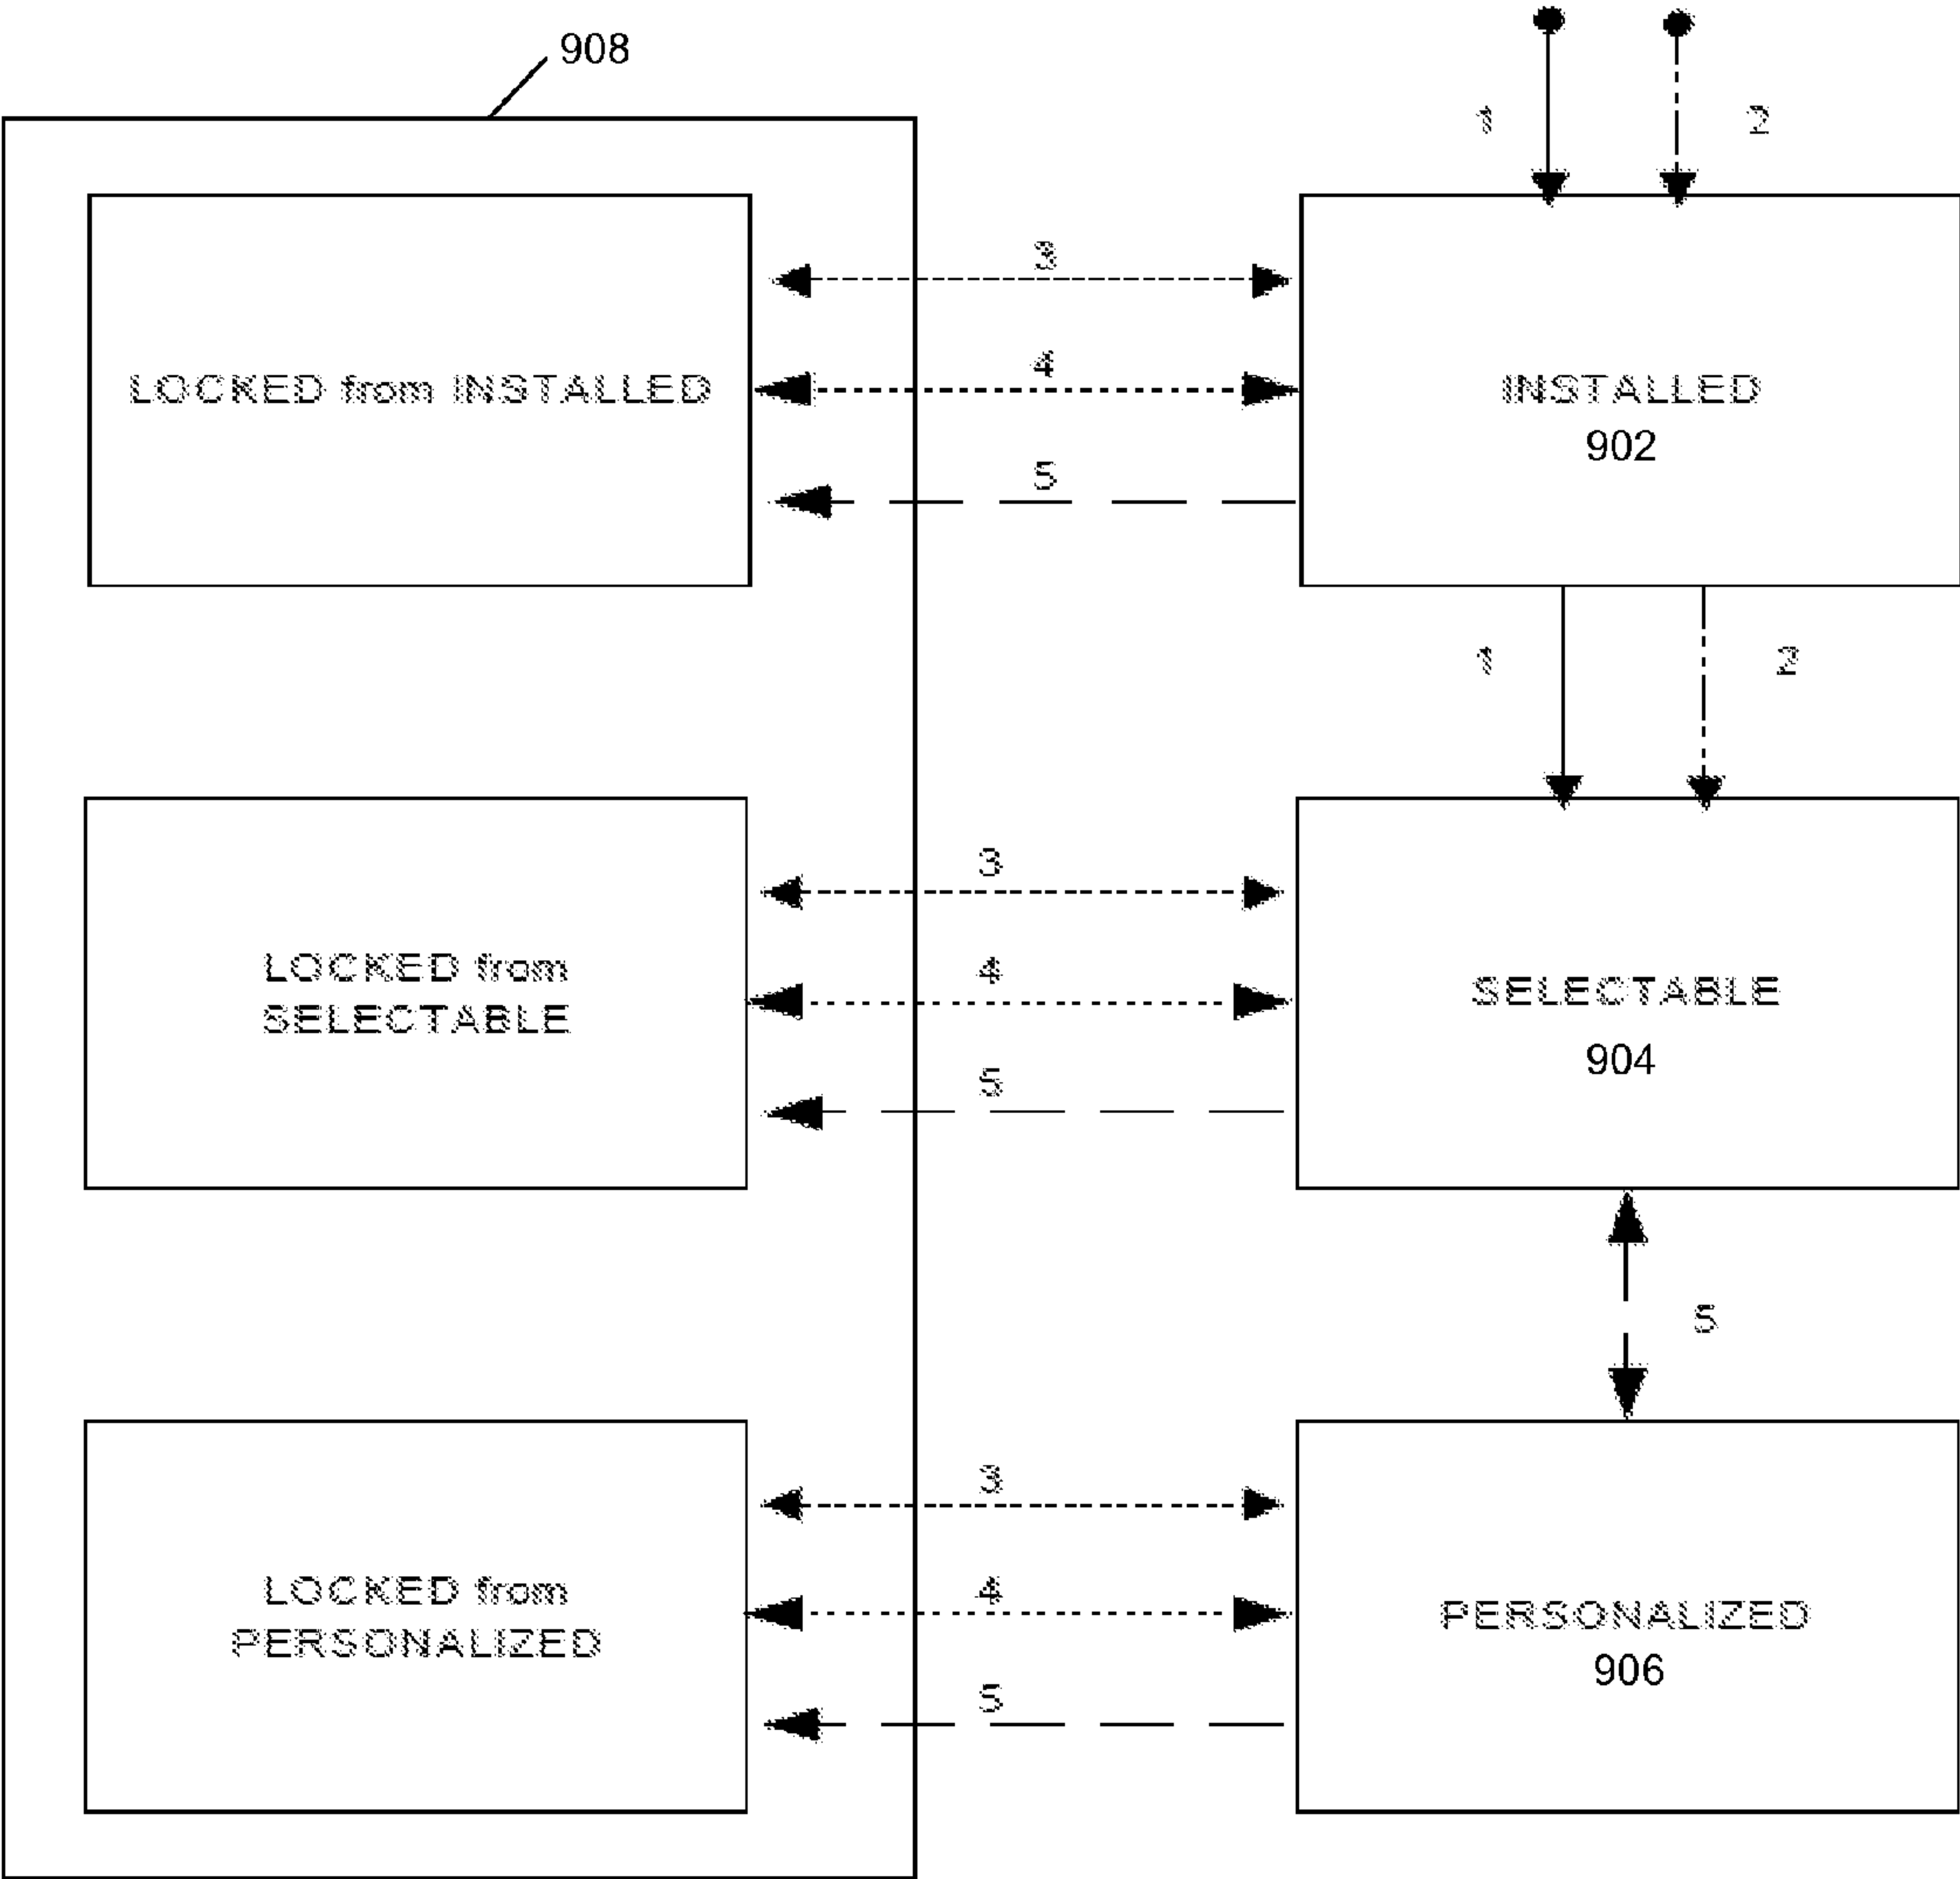 908
1
2
LOCKED from INSTALLED
3
4
5
INSTALLED
902
1
2
LOCKED from
SELECTABLE
3
4
5
SELECTABLE
904
5
LOCKED from
PERSONALIZED
3
4
5
PERSONALIZED
906